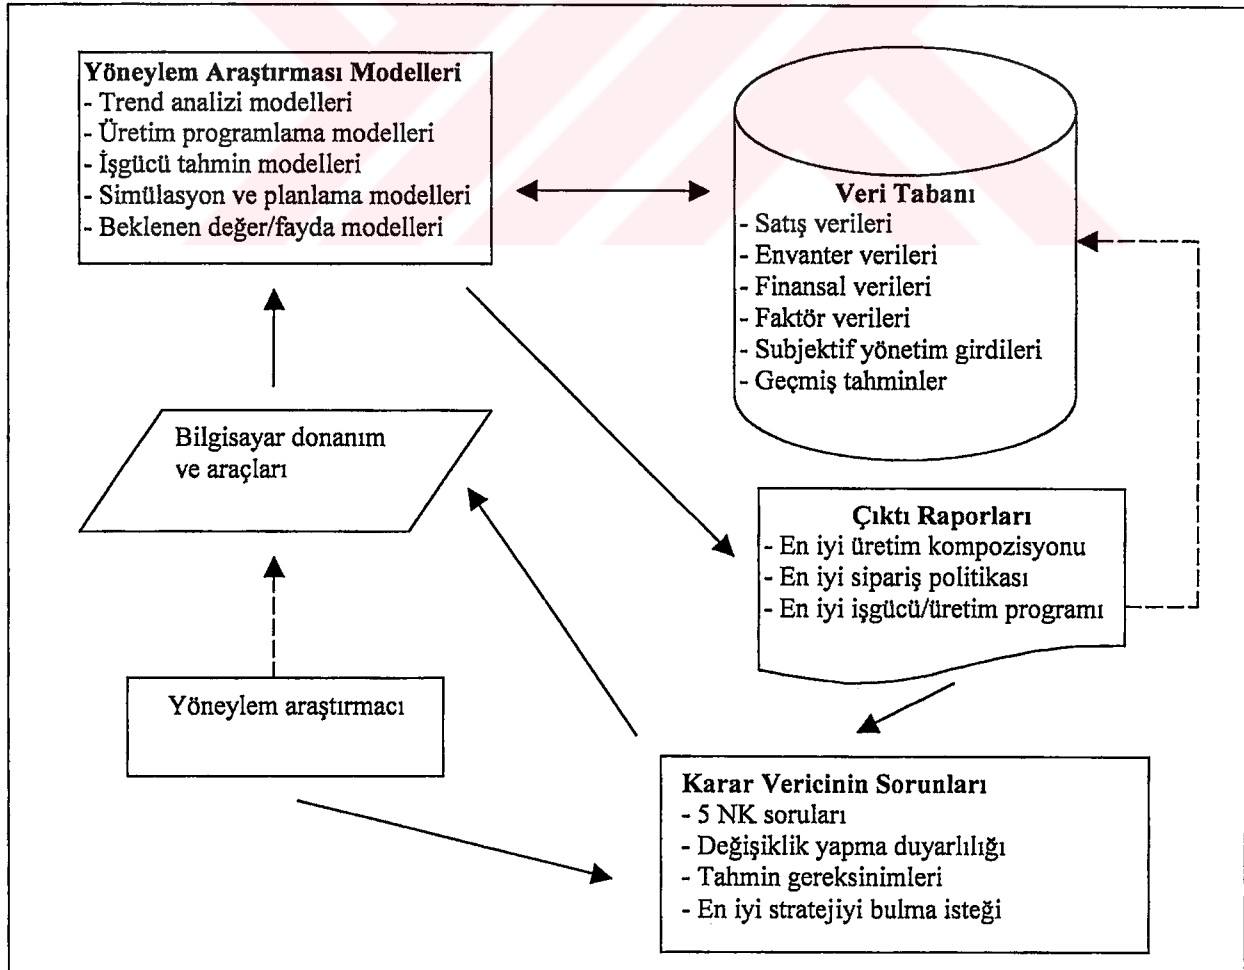 Yöneylem Araştırması Modelleri
- Trend analizi modelleri
- Üretim programlama modelleri
- İşgücü tahmin modelleri
- Simülasyon ve planlama modelleri
- Beklenen değer/fayda modelleri
Veri Tabanı
- Satış verileri
- Envanter verileri
- Finansal verileri
- Faktör verileri
- Subjektif yönetim girdileri
- Geçmiş tahminler
Bilgisayar donanım
ve araçları
Çıktı Raporları
- En iyi üretim kompozisyonu
- En iyi sipariş politikası
- En iyi işgücü/üretim programı
Yöneylem araştırmacı
Karar Vericinin Sorunları
- 5 NK soruları
- Değişiklik yapma duyarlılığı
- Tahmin gereksinimleri
- En iyi stratejiyi bulma isteği